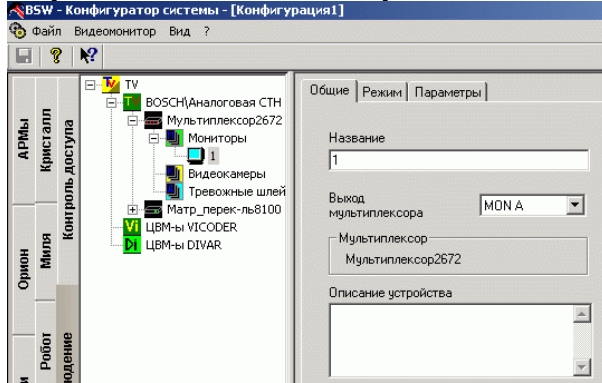 BSW - Конфигуратор системы - [Конфигурация1]
Файл Видеомонитор Вид ?
АРМы
Кристалл
Контроль доступа
Орион
Миля
Робот
TV
BOSCH\Аналоговая СТН
Мультиплексор2672
Мониторы
1
Видеокамеры
Тревожные шлей
Матр_перек-ль8100
ЦВМ-ы VICODER
ЦВМ-ы DIVAR
Общие Режим Параметры
Название
1
Выход
мультиплексора
MON A
Мультиплексор
Мультиплексор2672
Описание устройства